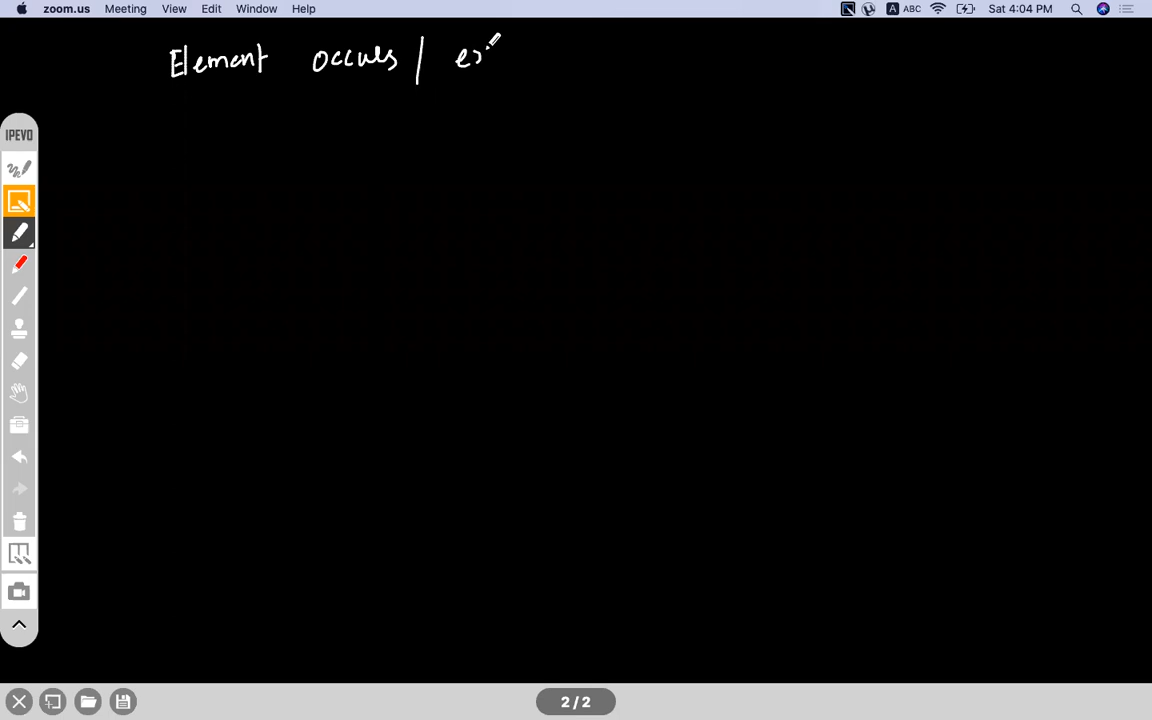 zoom.us Meeting View Edit Window Help A ABC Sat 4:04 PM
Element occurs /
IPEVO
2 / 2